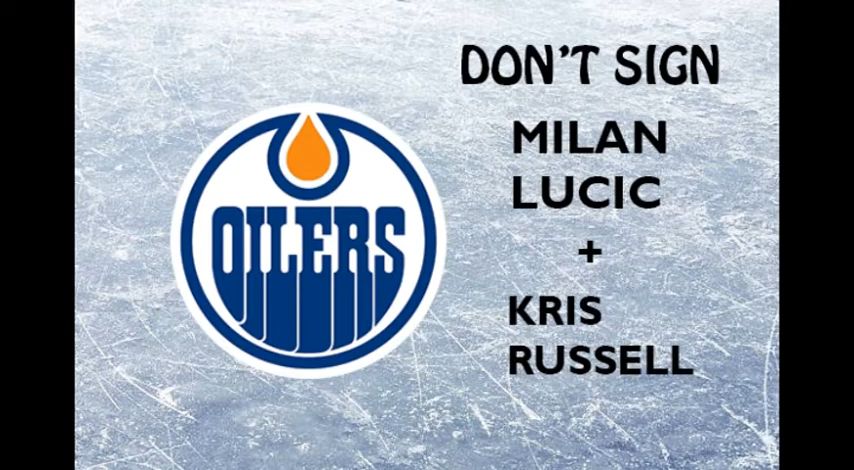 OILERS
DON'T SIGN
MILAN
LUCIC
+
KRIS
RUSSELL